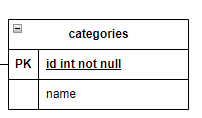 categories
PK id int not null
name